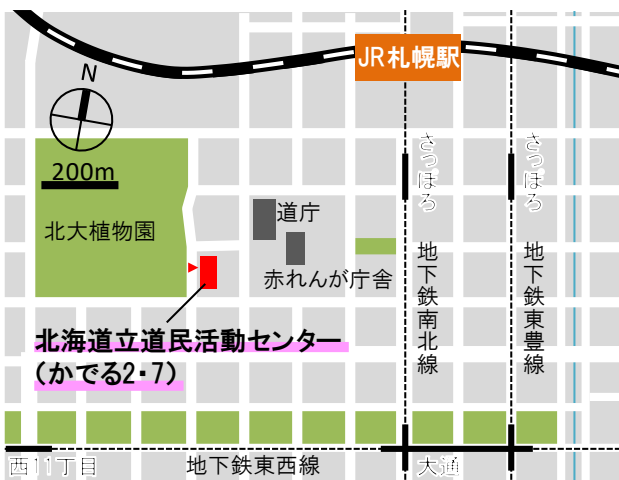 JR札幌駅
N
200m
さっぽろ
さっぽろ
道庁
北大植物園
赤れんが庁舎
地下鉄南北線
地下鉄東豊線
北海道立道民活動センター
(かでる2・7)
西11丁目
地下鉄東西線
大通